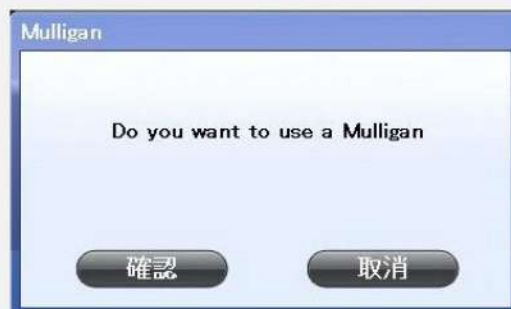 Mulligan
Do you want to use a Mulligan
確認
取消